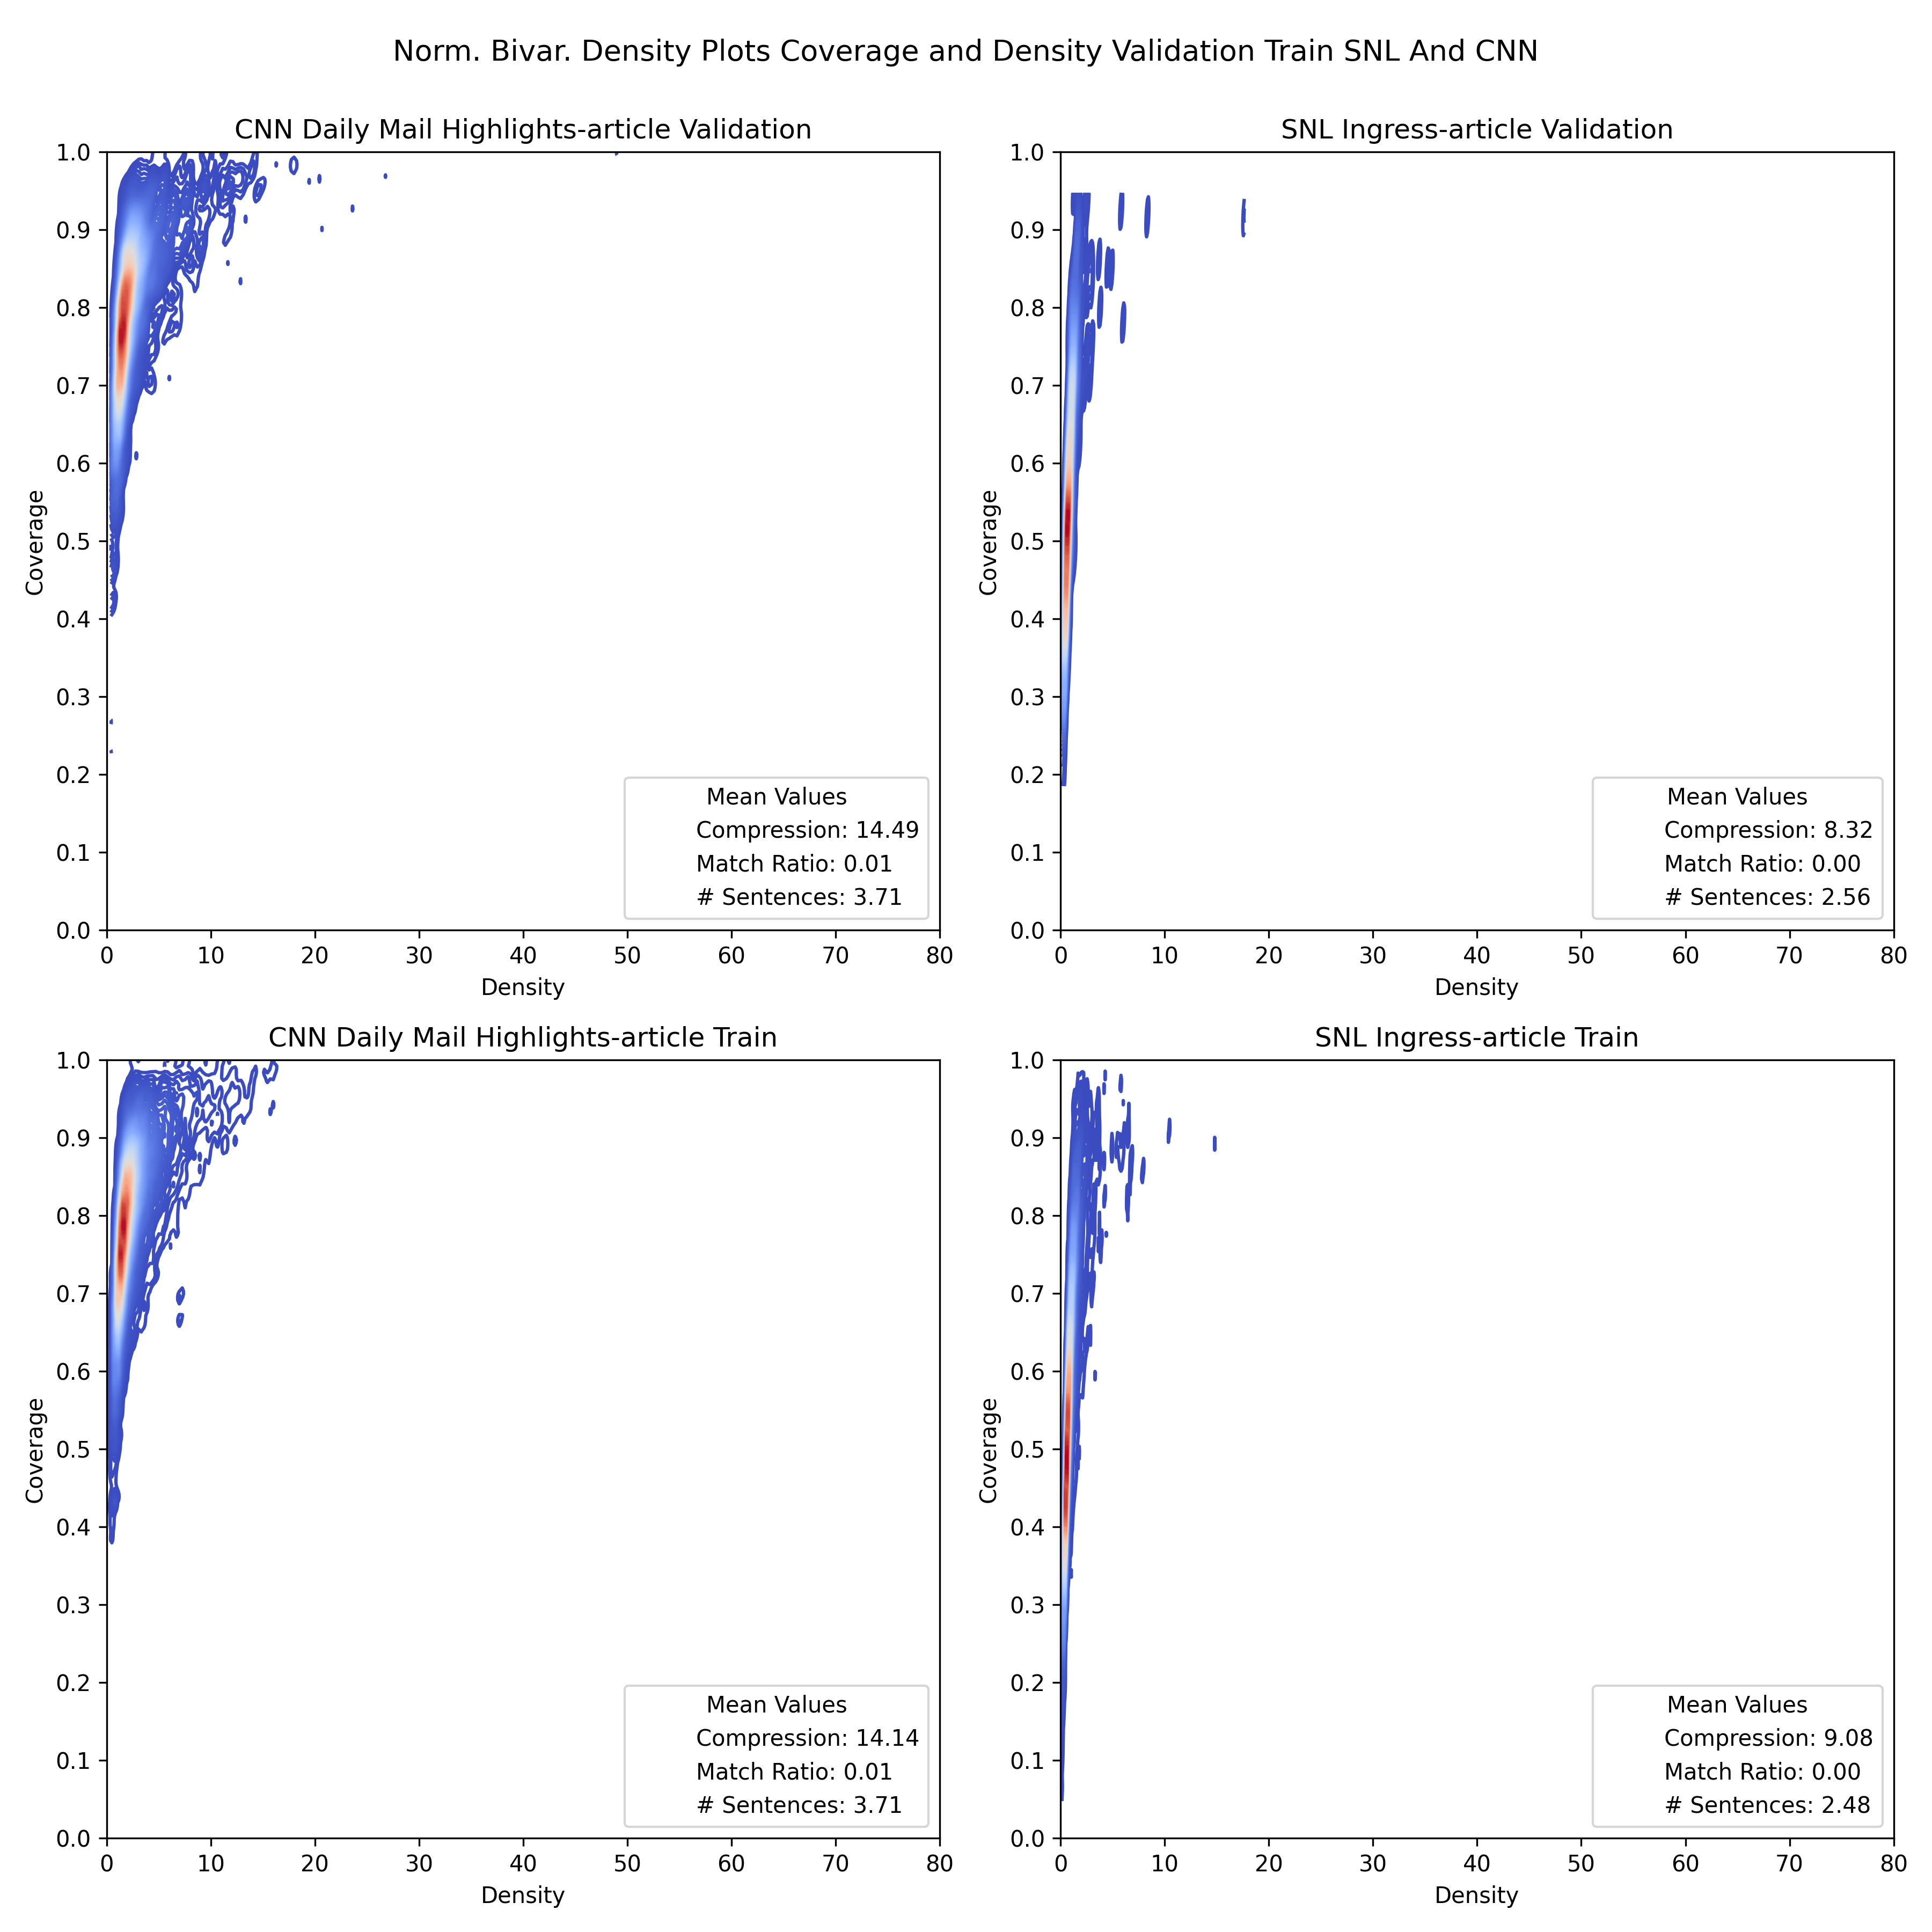 Norm. Bivar. Density Plots Coverage and Density Validation Train SNL And CNN
CNN Daily Mail Highlights-article Validation
1.0
0.9
0.8
0.7
0.6
0.5
0.4
0.3
0.2
0.1
0.0
Coverage
Mean Values
Compression: 14.49
Match Ratio: 0.01
# Sentences: 3.71
0 10 20 30 40 50 60 70 80
Density
SNL Ingress-article Validation
1.0
0.9
0.8
0.7
0.6
0.5
0.4
0.3
0.2
0.1
0.0
Coverage
Mean Values
Compression: 8.32
Match Ratio: 0.00
# Sentences: 2.56
0 10 20 30 40 50 60 70 80
Density
CNN Daily Mail Highlights-article Train
1.0
0.9
0.8
0.7
0.6
0.5
0.4
0.3
0.2
0.1
0.0
Coverage
Mean Values
Compression: 14.14
Match Ratio: 0.01
# Sentences: 3.71
0 10 20 30 40 50 60 70 80
Density
SNL Ingress-article Train
1.0
0.9
0.8
0.7
0.6
0.5
0.4
0.3
0.2
0.1
0.0
Coverage
Mean Values
Compression: 9.08
Match Ratio: 0.00
# Sentences: 2.48
0 10 20 30 40 50 60 70 80
Density